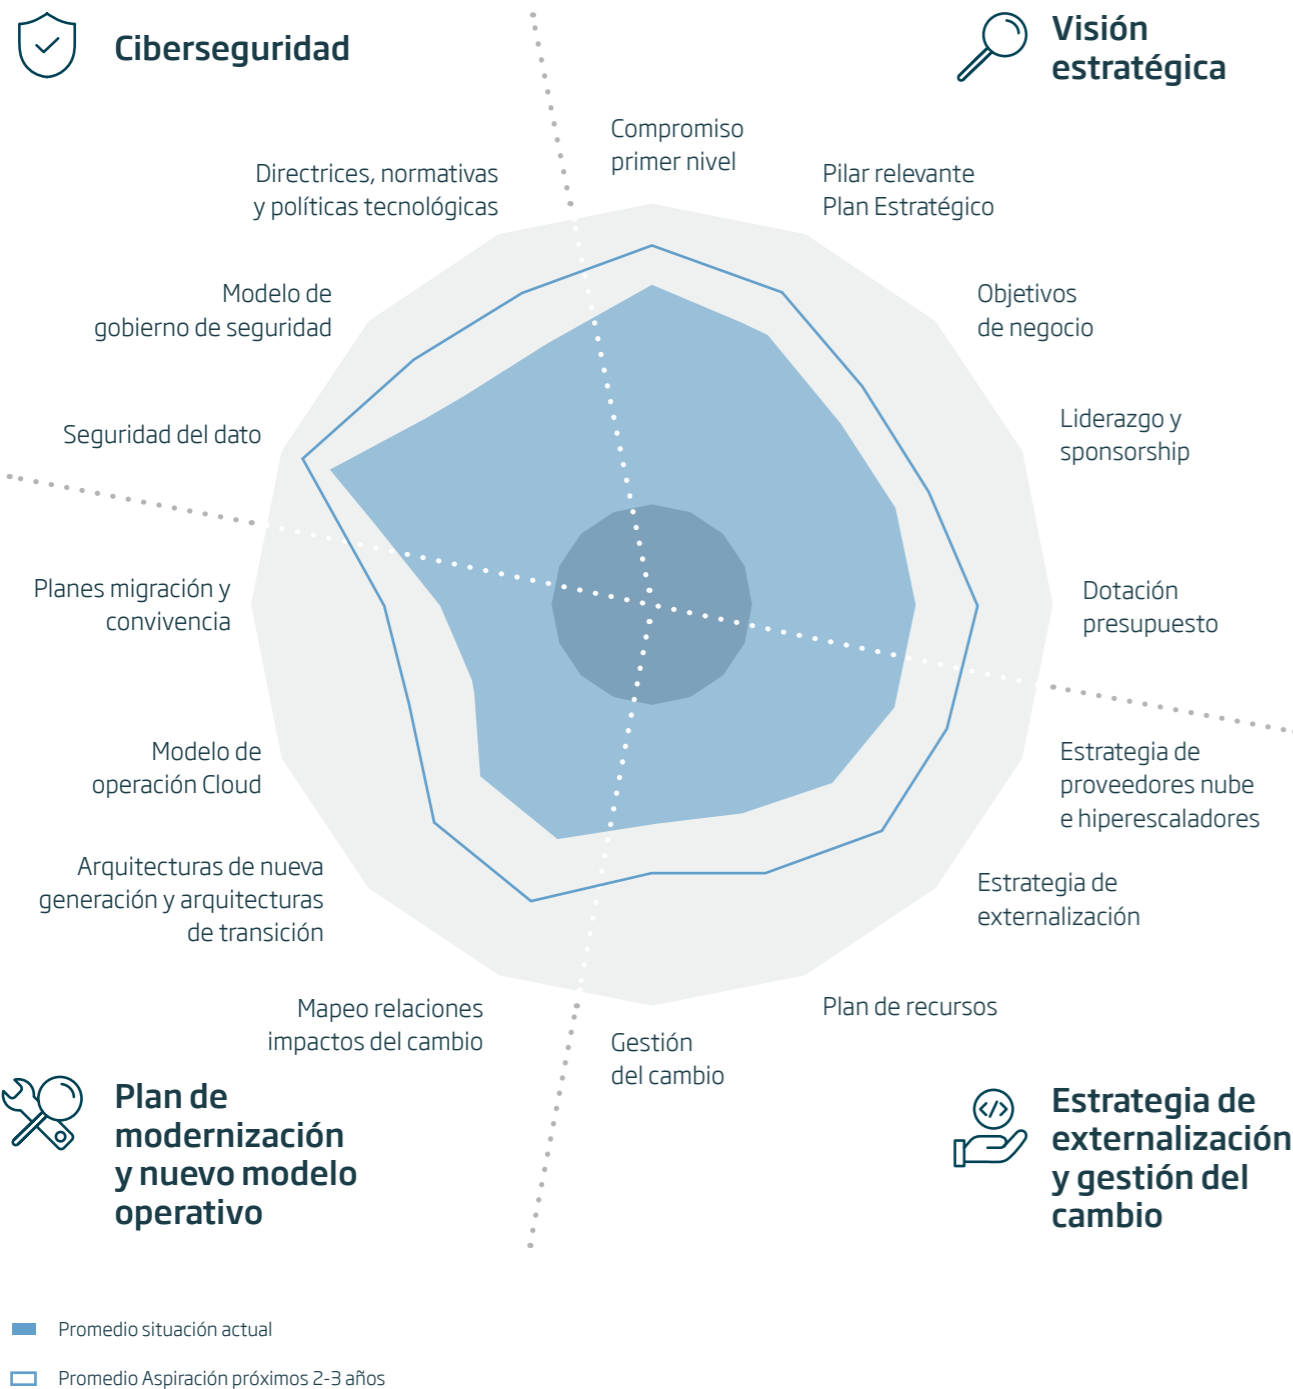 Ciberseguridad
Visión
estratégica
Compromiso
primer nivel
Pilar relevante
Plan Estratégico
Objetivos
de negocio
Liderazgo y
sponsorship
Dotación
presupuesto
Estrategia de
proveedores nube
e hiperescaladores
Estrategia de
externalización
Plan de recursos
Gestión
del cambio
Mapeo relaciones
impactos del cambio
Arquitecturas de nueva
generación y arquitecturas
de transición
Modelo de
operación Cloud
Planes migración y
convivencia
Seguridad del dato
Modelo de
gobierno de seguridad
Directrices, normativas
y políticas tecnológicas
Plan de
modernización
y nuevo modelo
operativo
Estrategia de
externalización
y gestión del
cambio
</>
Promedio situación actual
Promedio Aspiración próximos 2-3 años